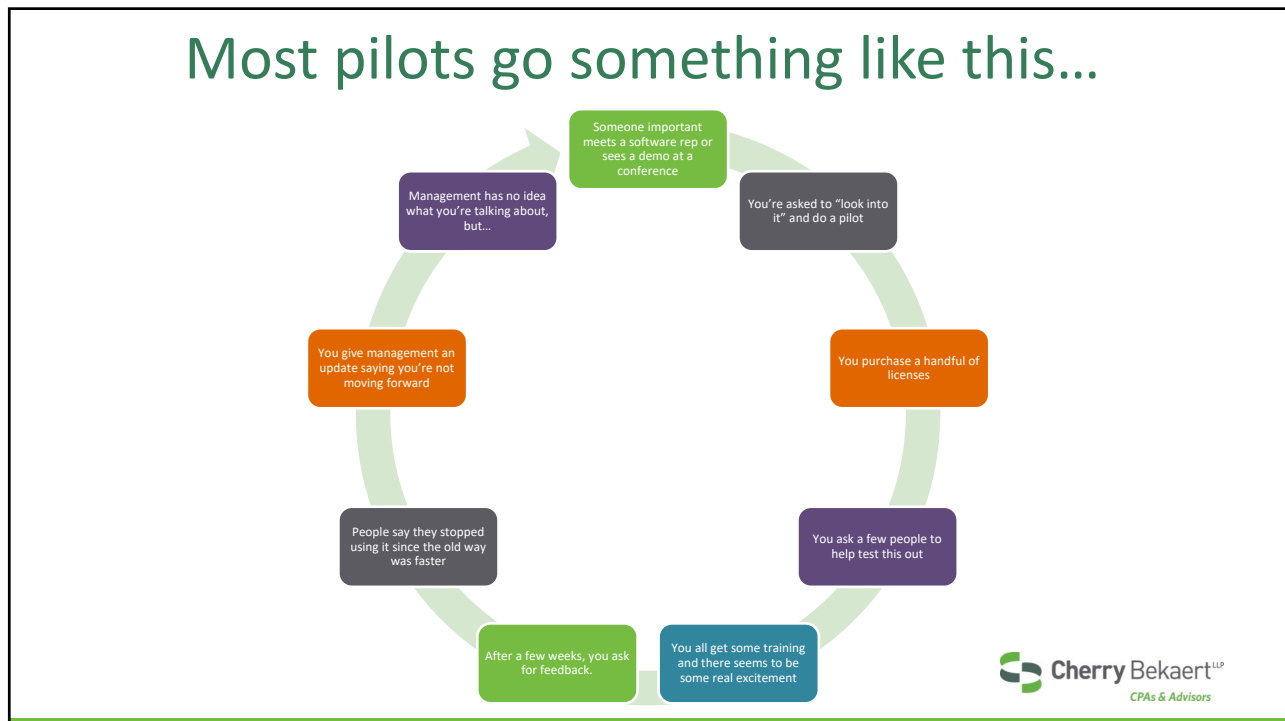 Most pilots go something like this…
Someone important
meets a software rep or
sees a demo at a
conference
You’re asked to “look into
it” and do a pilot
You purchase a handful of
licenses
You ask a few people to
help test this out
You all get some training
and there seems to be
some real excitement
After a few weeks, you ask
for feedback.
People say they stopped
using it since the old way
was faster
You give management an
update saying you’re not
moving forward
Management has no idea
what you’re talking about,
but…
Cherry Bekaert LLP
CPAs & Advisors